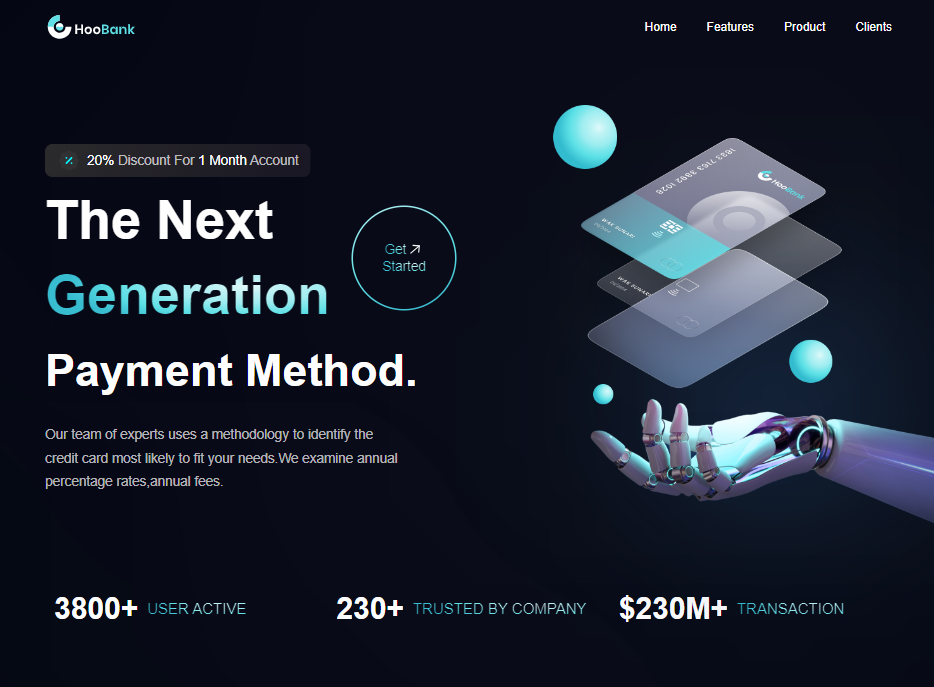 HooBank
Home Features Product Clients
20% Discount For 1 Month Account
The Next
Generation
Payment Method.
Get
Started
HooBank
Our team of experts uses a methodology to identify the
credit card most likely to fit your needs.We examine annual
percentage rates,annual fees.
3800+ USER ACTIVE
230+ TRUSTED BY COMPANY
$230M+ TRANSACTION